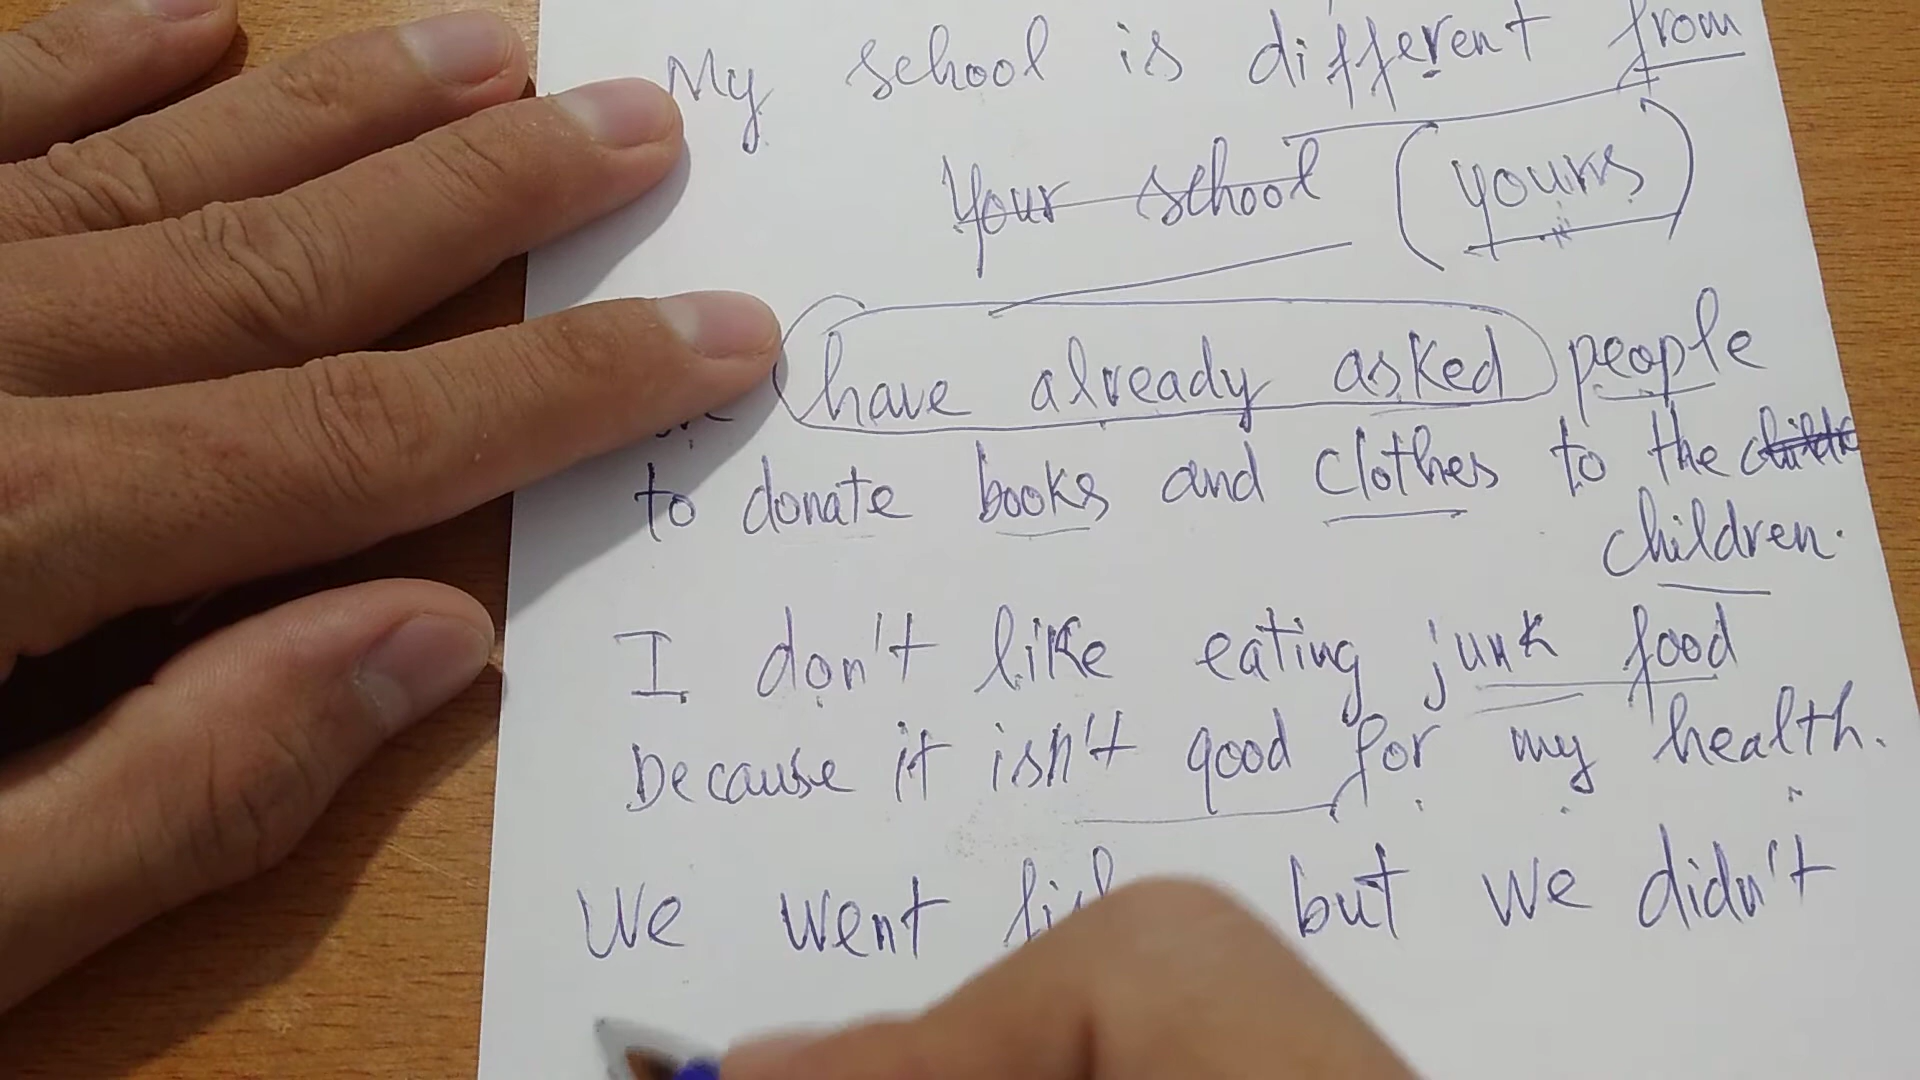 My school is different from
Your school (yours)
have already asked people
to donate books and clothes to the
children.
I don't like eating junk food
because it isn't good for my health.
We went but we didn't